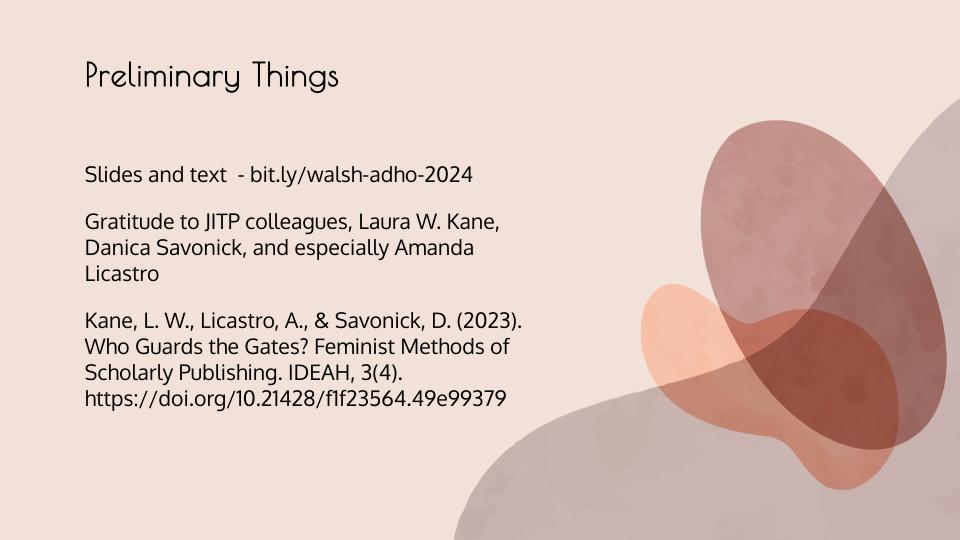 Preliminary Things
Slides and text  - bit.ly/walsh-adho-2024
Gratitude to JITP colleagues, Laura W. Kane,
Danica Savonick, and especially Amanda
Licastro
Kane, L. W., Licastro, A., & Savonick, D. (2023).
Who Guards the Gates? Feminist Methods of
Scholarly Publishing. IDEAH, 3(4).
https://doi.org/10.21428/f1f23564.49e99379